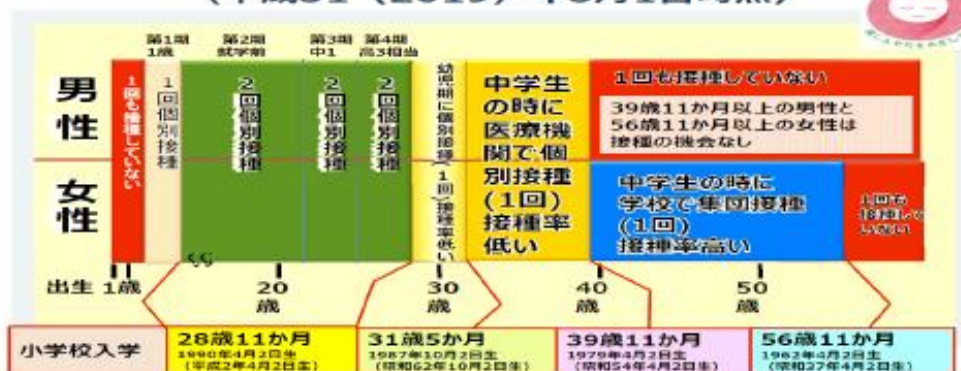 (平成31(2019)年3月1日時点)
第1期
1歳
第2期
就学前
第3期
中1
第4期
高3相当
男性
女性
1回も接種していない
1回個別接種
2回個別接種
2回個別接種
2回個別接種
幼児期に個別接種(1回)接種率低い
中学生
の時に
医療機
関で個
別接種
(1回)
接種率
低い
1回も接種していない
39歳11か月以上の男性と
56歳11か月以上の女性は
接種の機会なし
中学生の時に
学校で集団接種
(1回)
接種率高い
1回も
接種して
いない
出生 1歳
20
歳
30
歳
40
歳
50
歳
小学校入学
28歳11か月
1990年4月2日生
(平成2年4月2日生)
31歳5か月
1987年10月2日生
(昭和62年10月2日生)
39歳11か月
1979年4月2日生
(昭和54年4月2日生)
56歳11か月
1962年4月2日生
(昭和37年4月2日生)